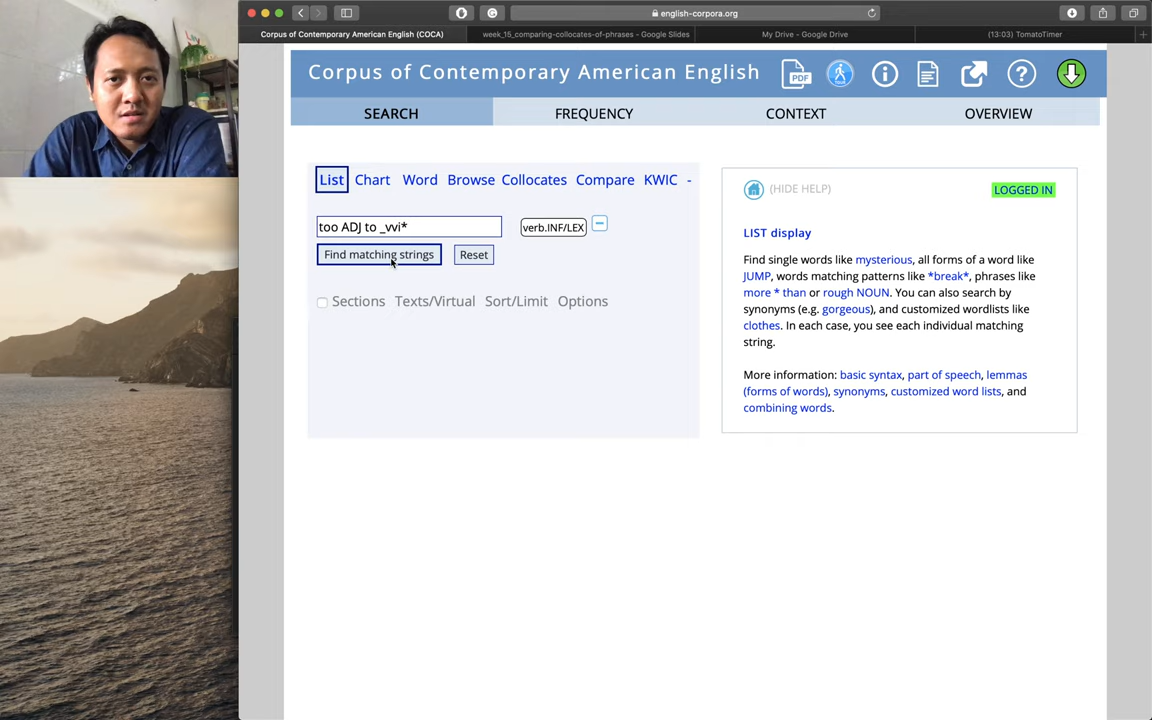 english-corpora.org
Corpus of Contemporary American English (COCA)
week_15_comparing-collocates-of-phrases - Google Slides
My Drive - Google Drive
(13:03) TomatoTimer
Corpus of Contemporary American English
PDF
SEARCH
FREQUENCY
CONTEXT
OVERVIEW
List Chart Word Browse Collocates Compare KWIC -
too ADJ to _vvi*
verb.INF/LEX
Find matching strings
Reset
Sections Texts/Virtual Sort/Limit Options
(HIDE HELP)
LOGGED IN
LIST display
Find single words like mysterious, all forms of a word like
JUMP, words matching patterns like *break*, phrases like
more * than or rough NOUN. You can also search by
synonyms (e.g. gorgeous), and customized wordlists like
clothes. In each case, you see each individual matching
string.
More information: basic syntax, part of speech, lemmas
(forms of words), synonyms, customized word lists, and
combining words.